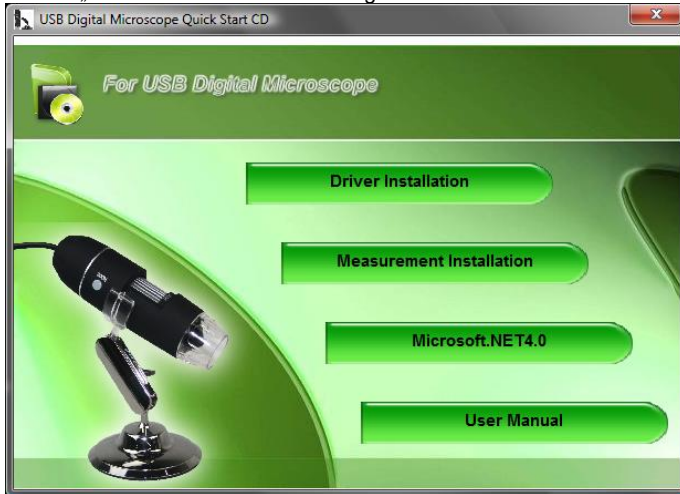 USB Digital Microscope Quick Start CD
For USB Digital Microscope
Driver Installation
Measurement Installation
Microsoft.NET4.0
User Manual